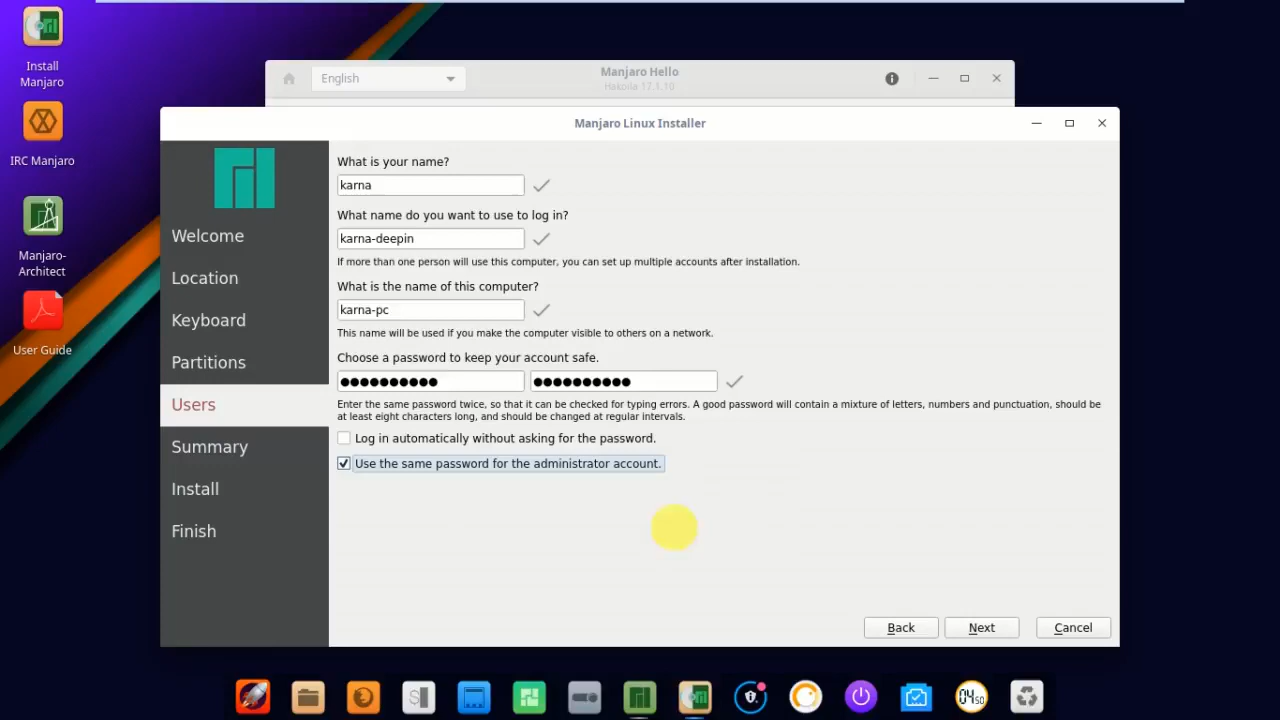 Install
Manjaro
IRC Manjaro
Manjaro-
Architect
User Guide
English
Manjaro Hello
Hakoila 17.1.10
Manjaro Linux Installer
Welcome
Location
Keyboard
Partitions
Users
Summary
Install
Finish
What is your name?
karna
What name do you want to use to log in?
karna-deepin
If more than one person will use this computer, you can set up multiple accounts after installation.
What is the name of this computer?
karna-pc
This name will be used if you make the computer visible to others on a network.
Choose a password to keep your account safe.
●●●●●●●●●● ●●●●●●●●●●
Enter the same password twice, so that it can be checked for typing errors. A good password will contain a mixture of letters, numbers and punctuation, should be
at least eight characters long, and should be changed at regular intervals.
Log in automatically without asking for the password.
Use the same password for the administrator account.
Back Next Cancel
04 50